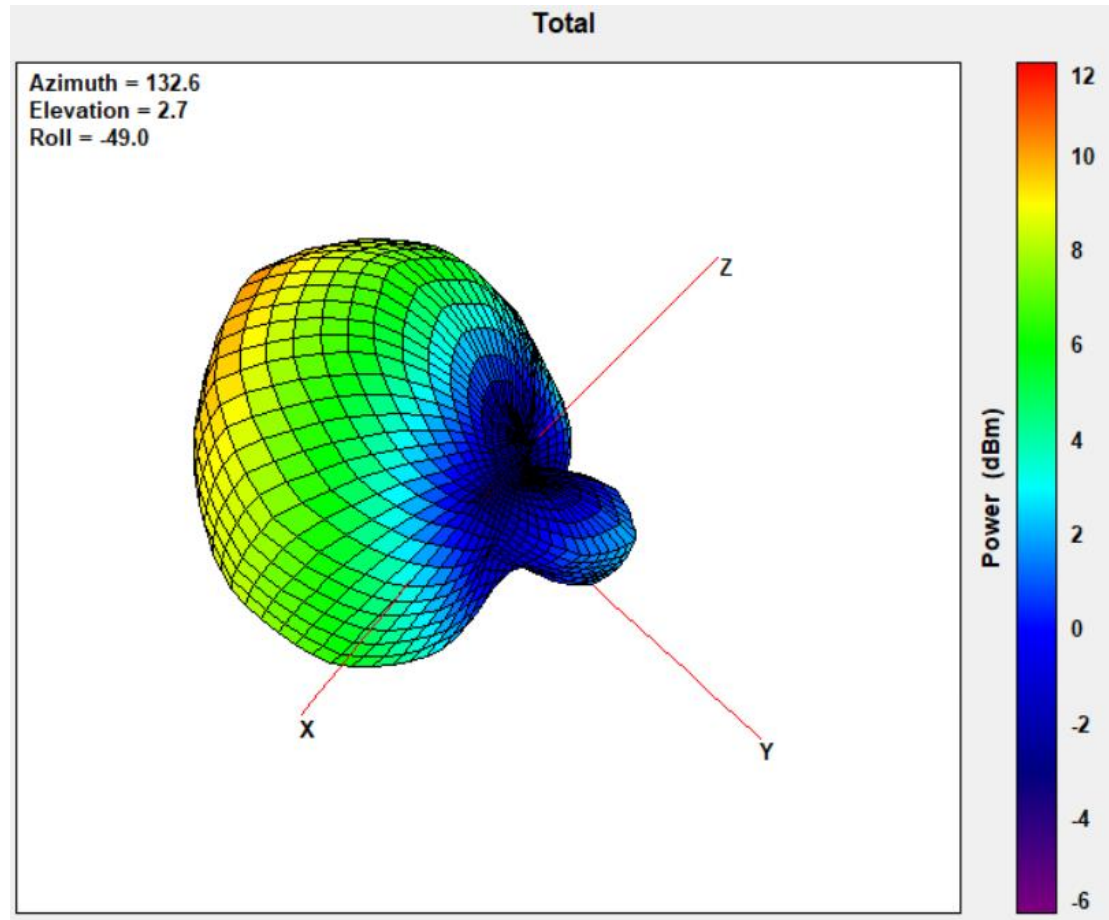 Total
Azimuth = 132.6
Elevation = 2.7
Roll = -49.0
Z
X
Y
12
10
8
6
4
2
0
-2
-4
-6
Power (dBm)